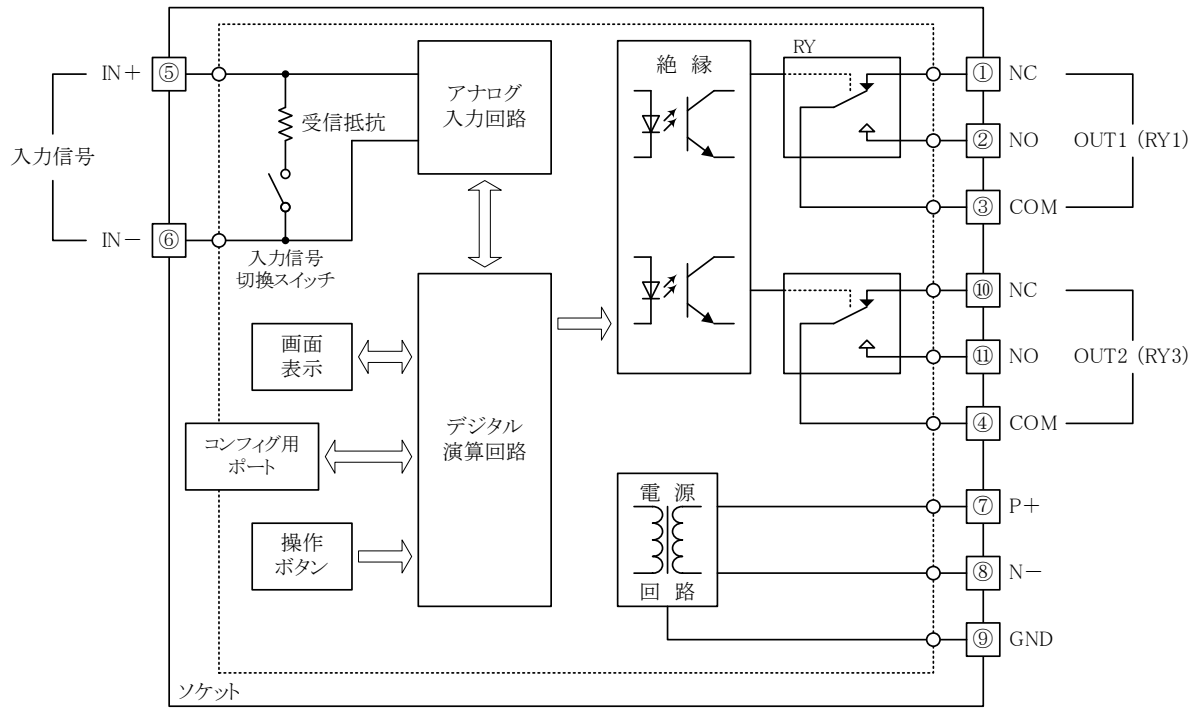 IN+ ⑤
入力信号
IN− ⑥
受信抵抗
入力信号
切換スイッチ
アナログ
入力回路
画面
表示
コンフィグ用
ポート
操作
ボタン
デジタル
演算回路
絶 縁
RY
① NC
② NO
③ COM
OUT1 (RY1)
⑩ NC
⑪ NO
④ COM
OUT2 (RY3)
電 源
回 路
⑦ P+
⑧ N−
⑨ GND
ソケット